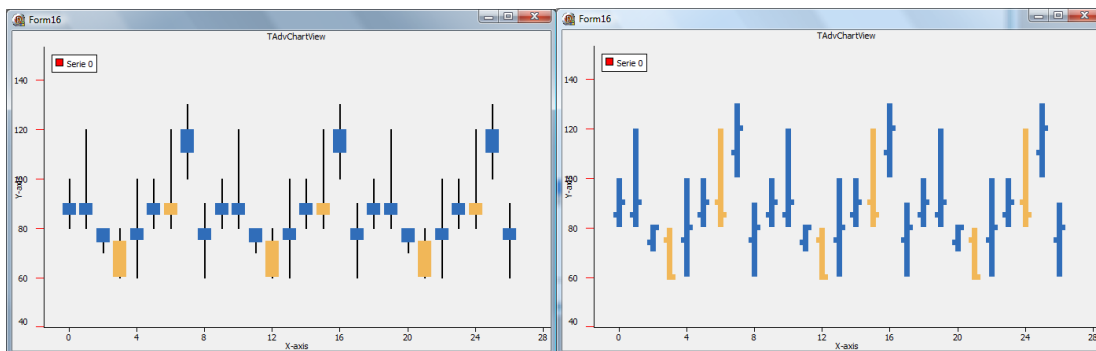 Form16
TAdvChartView
Serie 0
140
120
100
80
60
40
Y-axis
0 4 8 12 16 20 24 28
X-axis
Form16
TAdvChartView
Serie 0
140
120
100
80
60
40
Y-axis
0 4 8 12 16 20 24 28
X-axis